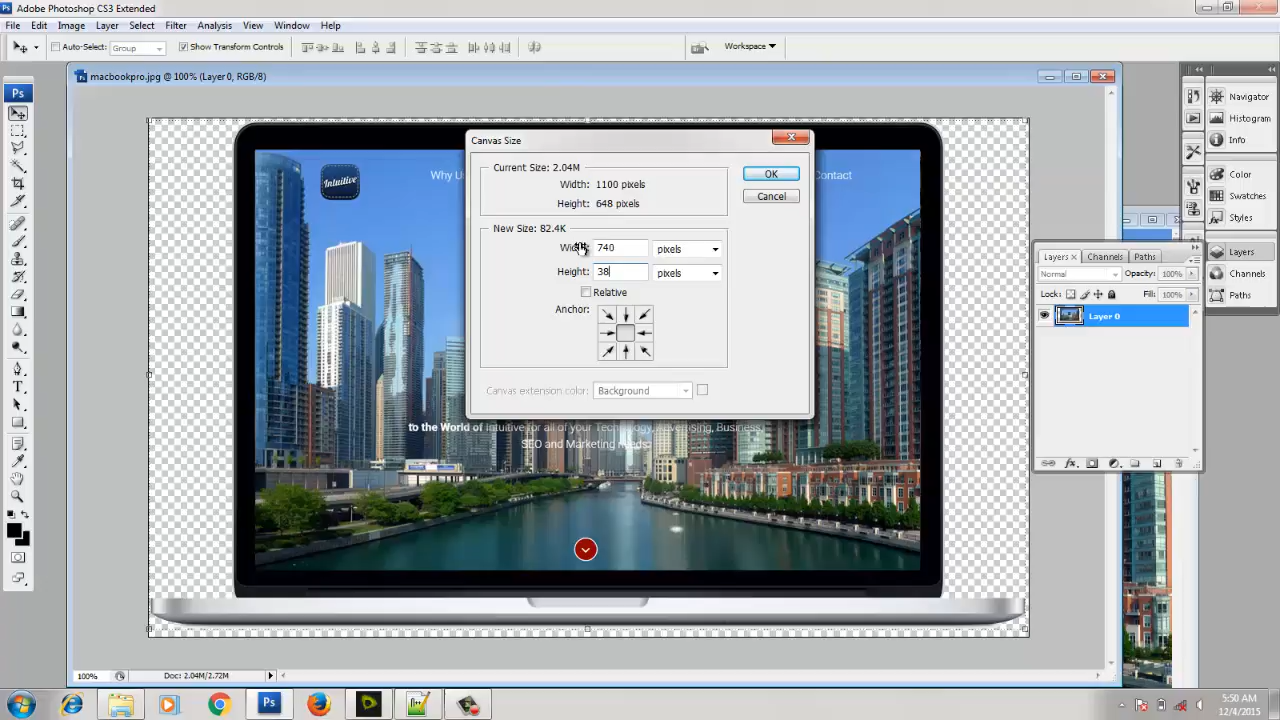 Adobe Photoshop CS3 Extended
File Edit Image Layer Select Filter Analysis View Window Help
Auto-Select: Group Show Transform Controls Workspace
macbookpro.jpg @ 100% (Layer 0, RGB/8)
Ps
Intuitive
Why Us
Contact
Canvas Size
Current Size: 2.04M
Width: 1100 pixels
Height: 648 pixels
OK
Cancel
New Size: 82.4K
Width: 740 pixels
Height: 38 pixels
Relative
Anchor:
Canvas extension color: Background
to the World of Intuitive for all of your Technology, Advertising, Business,
SEO and Marketing needs.
Navigator
Histogram
Info
Color
Swatches
Styles
Layers
Channels
Paths
Layers × Channels Paths
Normal Opacity: 100%
Lock: Fill: 100%
Layer 0
100% Doc: 2.04M/2.72M
Ps
5:50 AM
12/4/2015